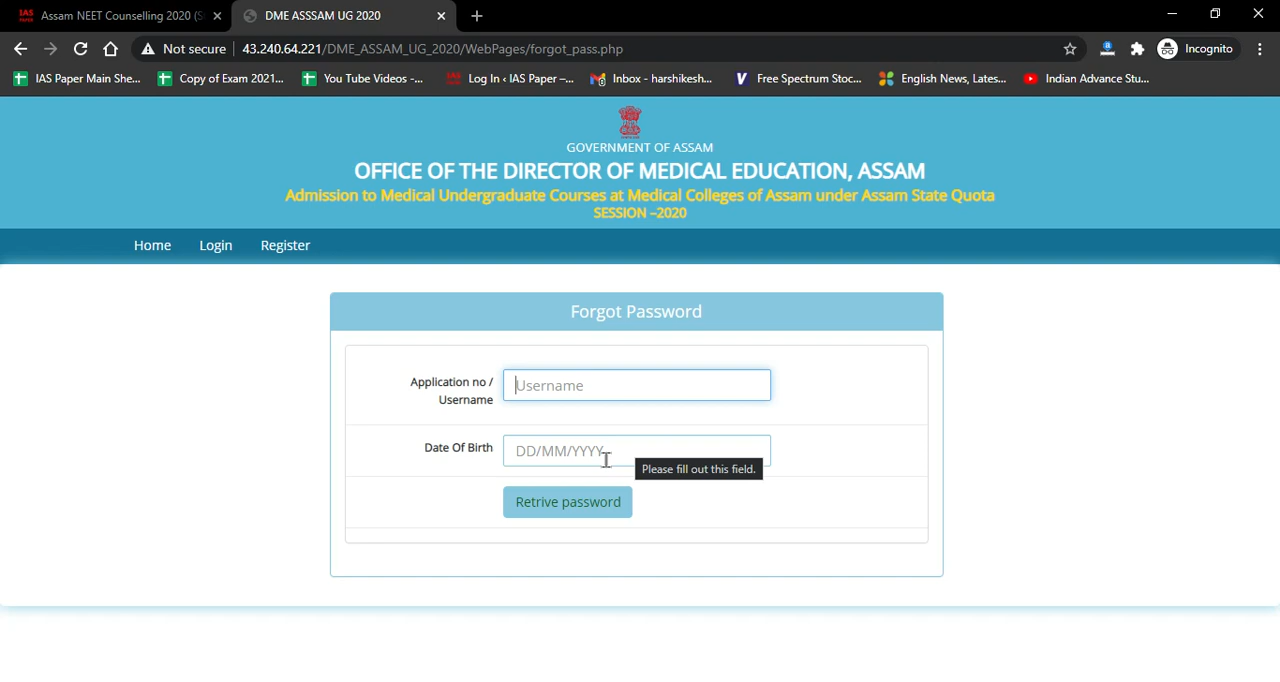 IAS PAPER
Assam NEET Counselling 2020 (S
DME ASSSAM UG 2020
Not secure
43.240.64.221/DME_ASSAM_UG_2020/WebPages/forgot_pass.php
Incognito
IAS Paper Main She...
Copy of Exam 2021...
You Tube Videos -...
Log In ‹ IAS Paper –...
Inbox - harshikesh...
Free Spectrum Stoc...
English News, Lates...
Indian Advance Stu...
GOVERNMENT OF ASSAM
OFFICE OF THE DIRECTOR OF MEDICAL EDUCATION, ASSAM
Admission to Medical Undergraduate Courses at Medical Colleges of Assam under Assam State Quota
SESSION –2020
Home
Login
Register
Forgot Password
Application no /
Username
Username
Date Of Birth
DD/MM/YYYY
Please fill out this field.
Retrive password